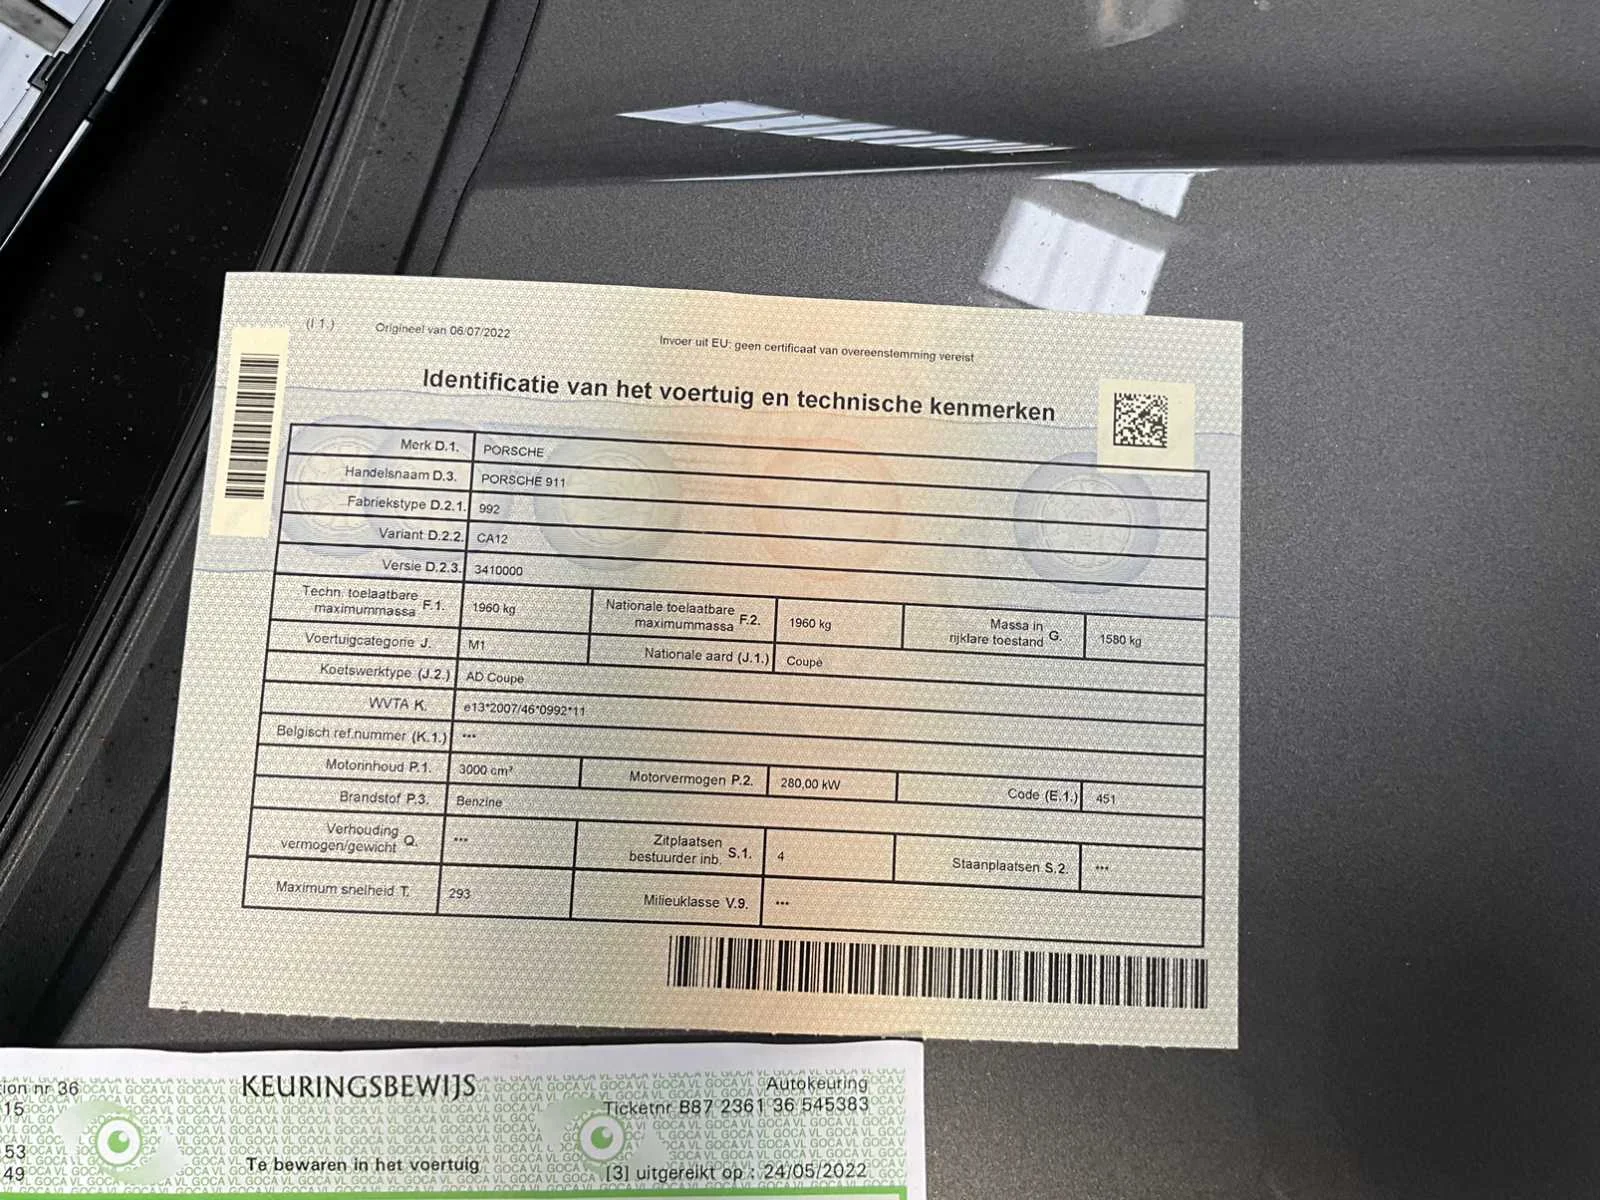 (I 1.) Origineel van 06/07/2022
Invoer uit EU: geen certificaat van overeenstemming vereist
Identificatie van het voertuig en technische kenmerken
Merk D.1. PORSCHE
Handelsnaam D.3. PORSCHE 911
Fabriekstype D.2.1. 992
Variant D.2.2. CA12
Versie D.2.3. 3410000
Techn. toelaatbare maximummassa F.1. 1960 kg Nationale toelaatbare maximummassa F.2. 1960 kg Massa in rijklare toestand G. 1580 kg
Voertuigcategorie J. M1 Nationale aard (J.1.) Coupé
Koetswerktype (J.2.) AD Coupe
WVTA K. e13*2007/46*0992*11
Belgisch ref.nummer (K.1.) ***
Motorinhoud P.1. 3000 cm³ Motorvermogen P.2. 280,00 kW Code (E.1.) 451
Brandstof P.3. Benzine
Verhouding vermogen/gewicht Q. *** Zitplaatsen bestuurder inb. S.1. 4 Staanplaatsen S.2. ***
Maximum snelheid T. 293 Milieuklasse V.9. ***
ion nr 36 KEURINGSBEWIJS Autokeuring
15 Ticketnr B87 2361 36 545383
53
49 Te bewaren in het voertuig [3] uitgereikt op : 24/05/2022